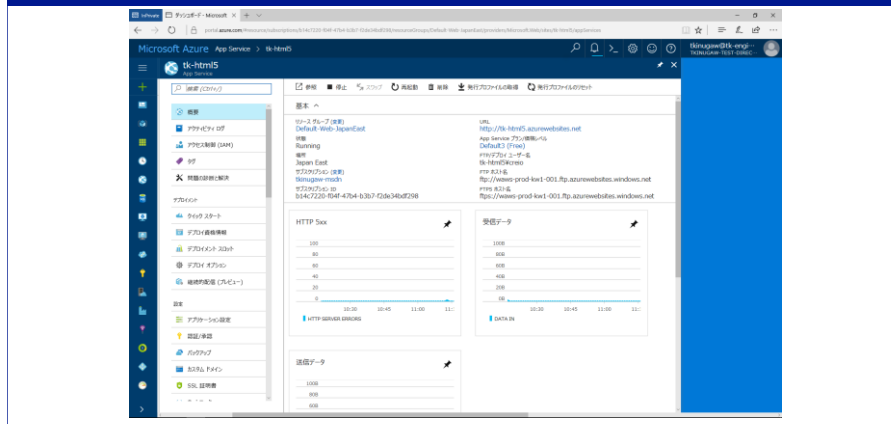 InPrivate ダッシュボード - Microsoft
Microsoft Azure App Service > tk-html5
tkinugaw@tk-engi...
tk-html5
App Service
検索 (Ctrl+/)
参照 停止 スワップ 再起動 削除 発行プロファイルの取得 発行プロファイルのリセット
概要
アクティビティ ログ
アクセス制御 (IAM)
タグ
問題の診断と解決
デプロイメント
クイック スタート
デプロイ資格情報
デプロイメント スロット
デプロイ オプション
継続的配信 (プレビュー)
設定
アプリケーション設定
認証/承認
バックアップ
カスタム ドメイン
SSL 証明書
基本
リソース グループ (変更)
Default-Web-JapanEast
状態
Running
場所
Japan East
サブスクリプション (変更)
tkinugaw-msdn
サブスクリプション ID
b14c7220-f04f-47b4-b3b7-f2de34bdf298
URL
http://tk-html5.azurewebsites.net
App Service プラン/価格レベル
Default3 (Free)
FTP/デプロイ ユーザー名
tk-html5¥creio
FTP ホスト名
ftp://waws-prod-kw1-001.ftp.azurewebsites.windows.net
FTPS ホスト名
ftps://waws-prod-kw1-001.ftp.azurewebsites.windows.net
HTTP 5xx
100
80
60
40
20
0
10:30 10:45 11:00 11:
HTTP SERVER ERRORS
受信データ
100B
80B
60B
40B
20B
0B
10:30 10:45 11:00 11:
DATA IN
送信データ
100B
80B
60B